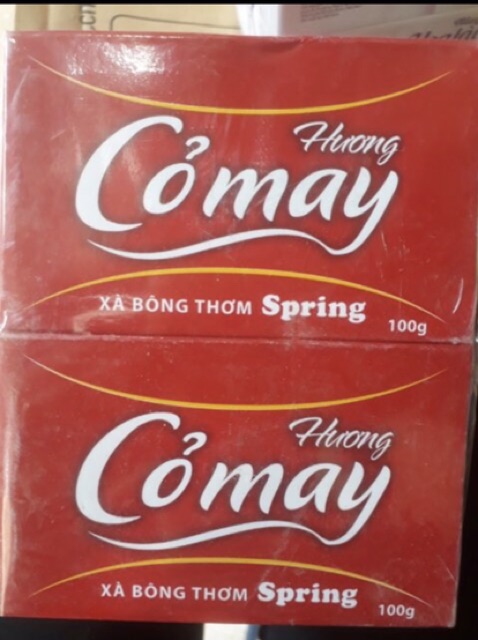 Hương
Cỏ may
XÀ BÔNG THƠM Spring
100g
Hương
Cỏ may
XÀ BÔNG THƠM Spring
100g